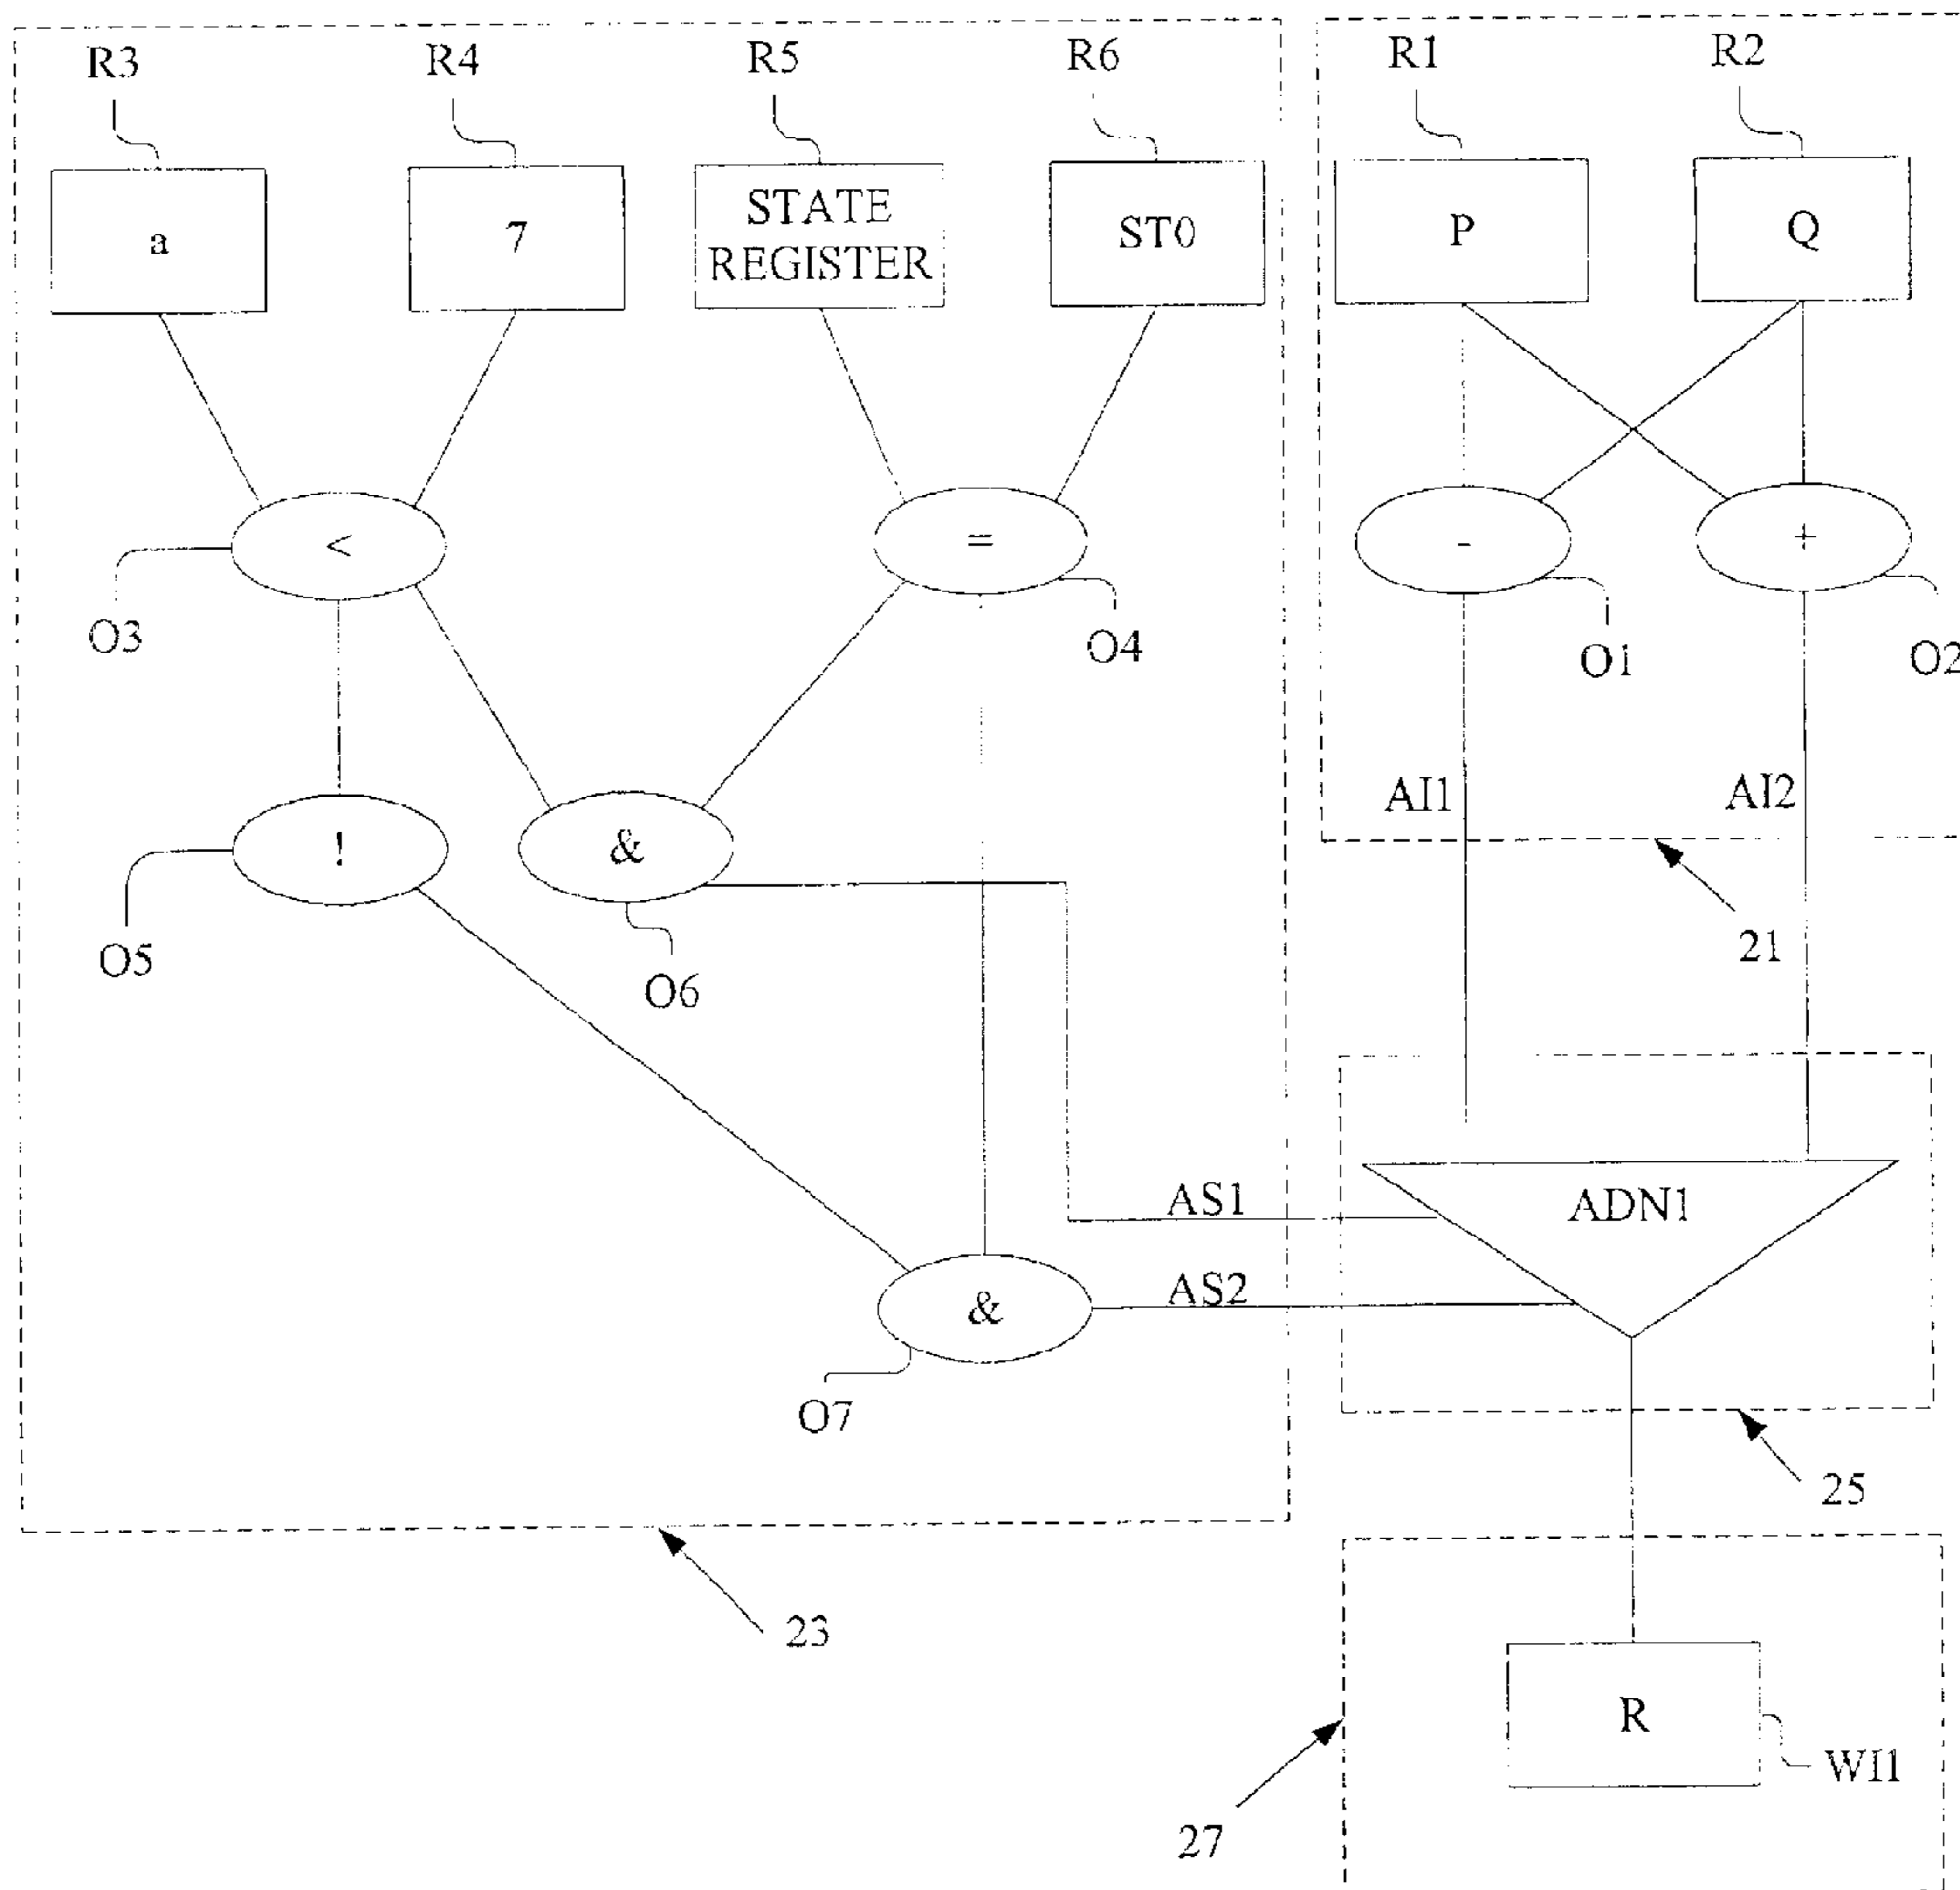 R3 R4 R5 R6 R1 R2
a 7 STATE REGISTER ST0 P Q
< = - +
O3 O4 O1 O2
AI1 AI2
! &
O5 O6 21
ADN1
AS1
AS2
&
O7
25
23
R
WI1
27